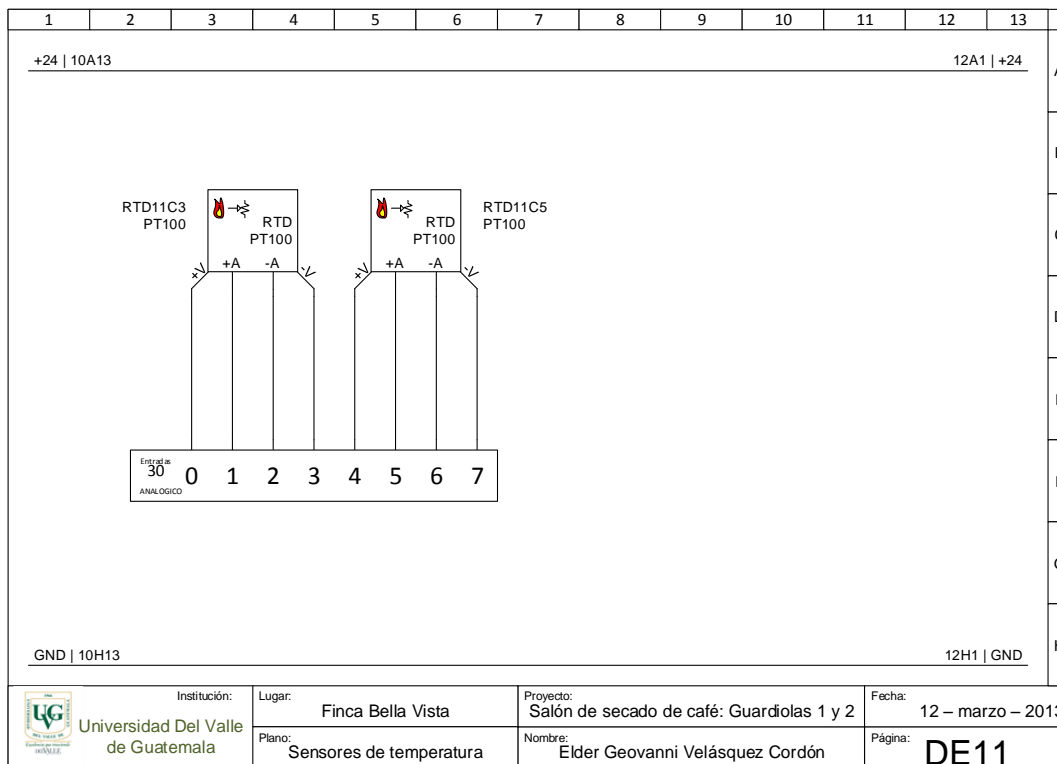 1 2 3 4 5 6 7 8 9 10 11 12 13
+24 | 10A13
12A1 | +24
RTD11C3
PT100
RTD
PT100
+V +A -A -V
RTD
PT100
+V +A -A -V
RTD11C5
PT100
Entradas
30
ANALOGICO
0 1 2 3 4 5 6 7
GND | 10H13
12H1 | GND
UVG
Institución:
Universidad Del Valle
de Guatemala
Lugar:
Finca Bella Vista
Plano:
Sensores de temperatura
Proyecto:
Salón de secado de café: Guardiolas 1 y 2
Nombre:
Elder Geovanni Velásquez Cordón
Fecha:
12 – marzo – 2013
Página:
DE11